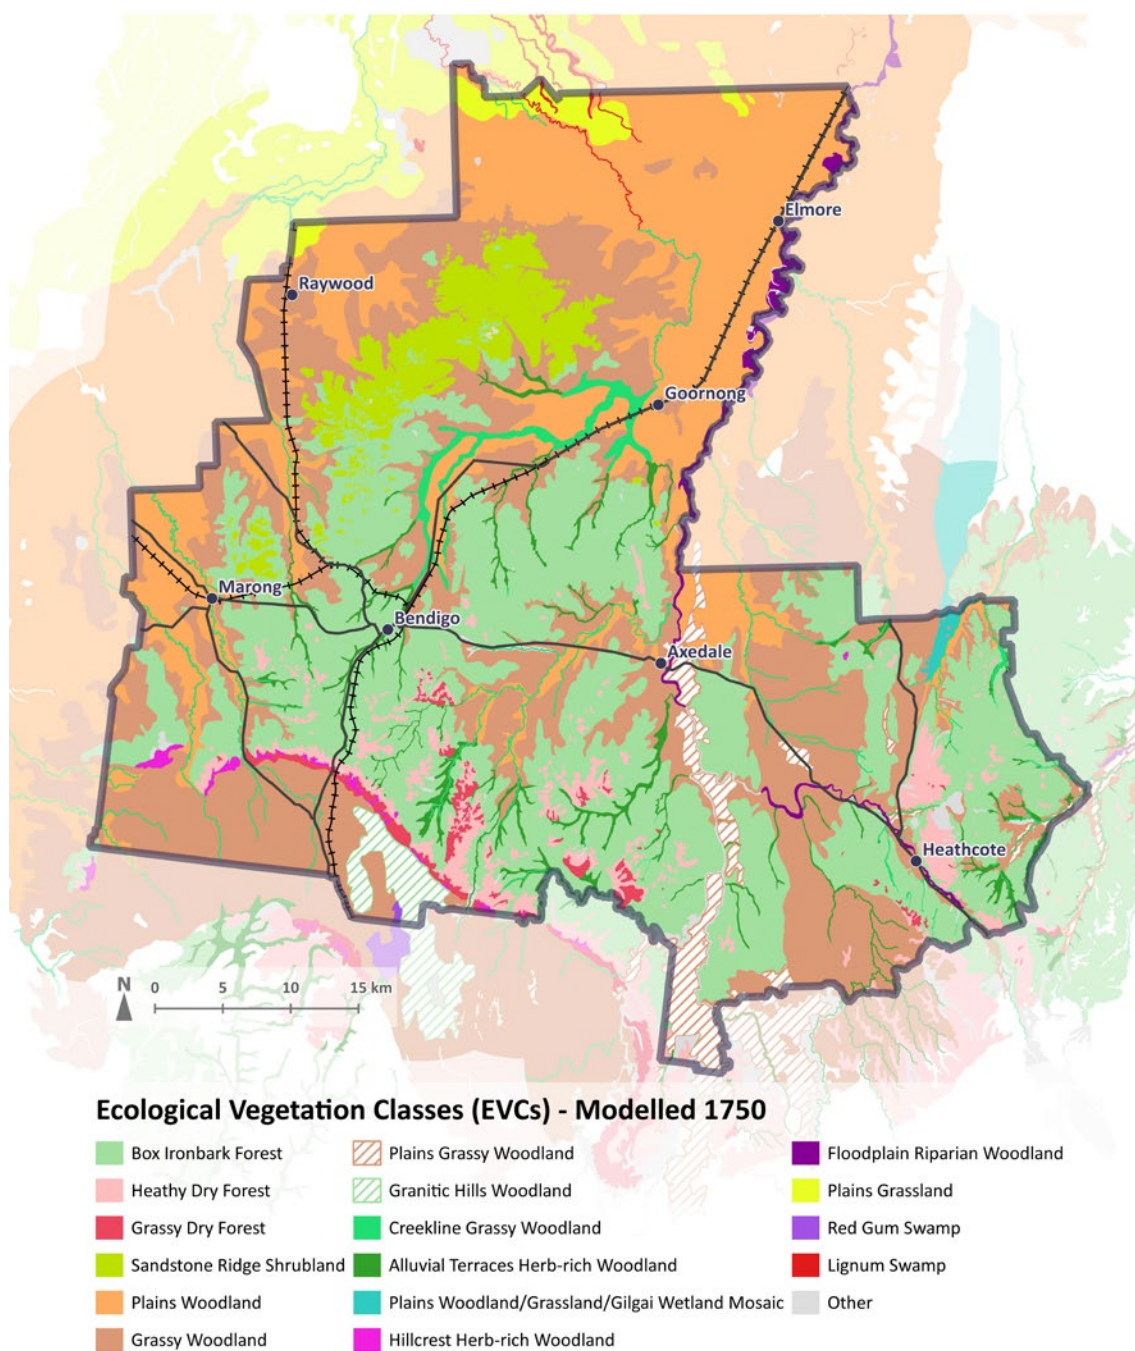 Elmore
Raywood
Goornong
Marong
Bendigo
Axedale
Heathcote
N
0 5 10 15 km
Ecological Vegetation Classes (EVCs) - Modelled 1750
Box Ironbark Forest
Heathy Dry Forest
Grassy Dry Forest
Sandstone Ridge Shrubland
Plains Woodland
Grassy Woodland
Plains Grassy Woodland
Granitic Hills Woodland
Creekline Grassy Woodland
Alluvial Terraces Herb-rich Woodland
Plains Woodland/Grassland/Gilgai Wetland Mosaic
Hillcrest Herb-rich Woodland
Floodplain Riparian Woodland
Plains Grassland
Red Gum Swamp
Lignum Swamp
Other